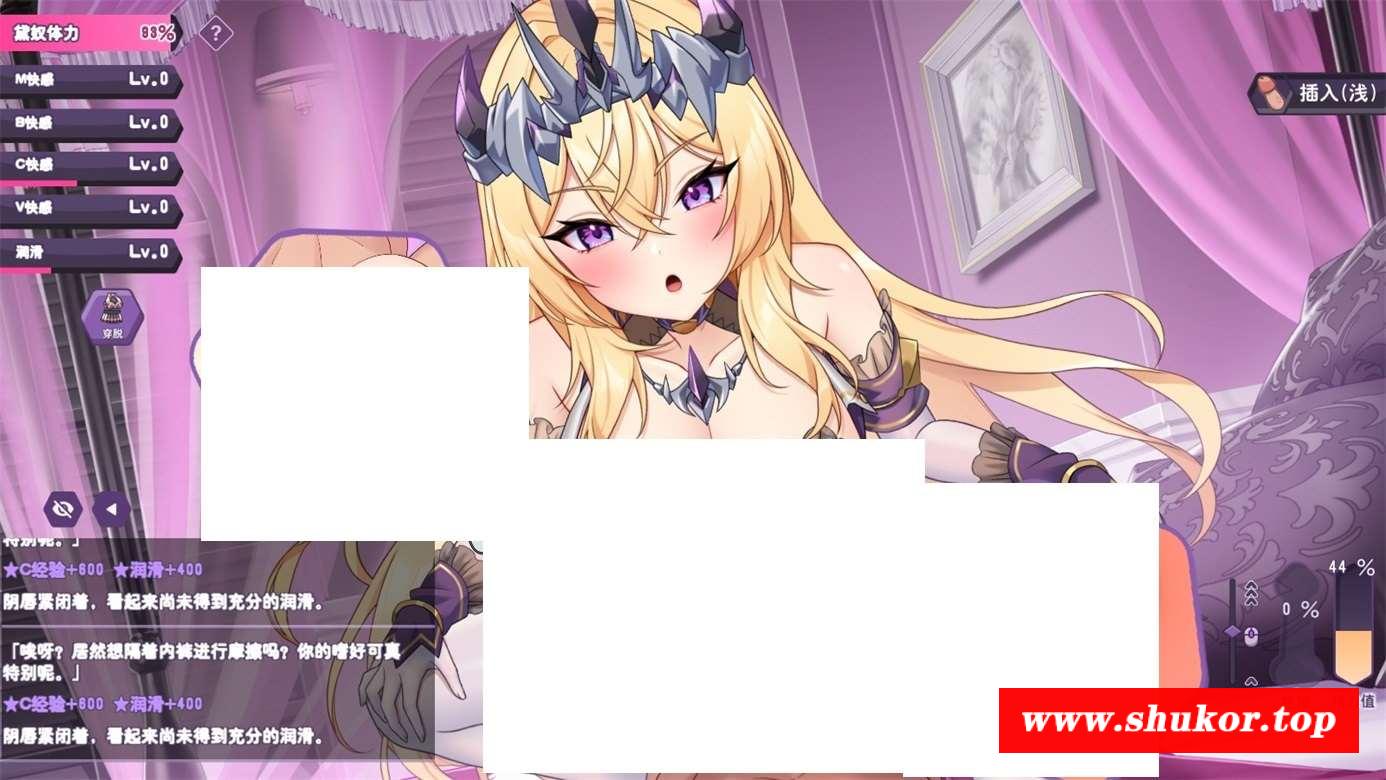 黛奴体力 93%
?
M快感 Lv.0
B快感 Lv.0
C快感 Lv.0
V快感 Lv.0
润滑 Lv.0
穿脱
插入(浅)
特别呢。」
★C经验+600 ★润滑+400
阴唇紧闭着，看起来尚未得到充分的润滑。
「唉呀？居然想隔着内裤进行摩擦吗？你的嗜好可真
特别呢。」
★C经验+600 ★润滑+400
阴唇紧闭着，看起来尚未得到充分的润滑。
44 %
0 %
值
www.shukor.top